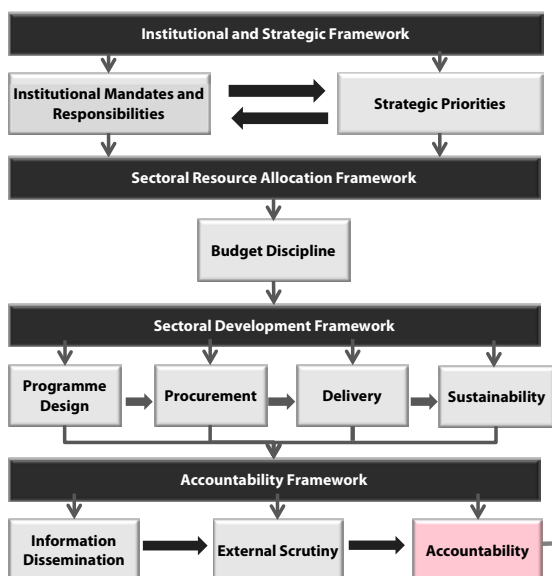 Institutional and Strategic Framework
Institutional Mandates and
Responsibilities
Strategic Priorities
Sectoral Resource Allocation Framework
Budget Discipline
Sectoral Development Framework
Programme
Design
Procurement
Delivery
Sustainability
Accountability Framework
Information
Dissemination
External Scrutiny
Accountability